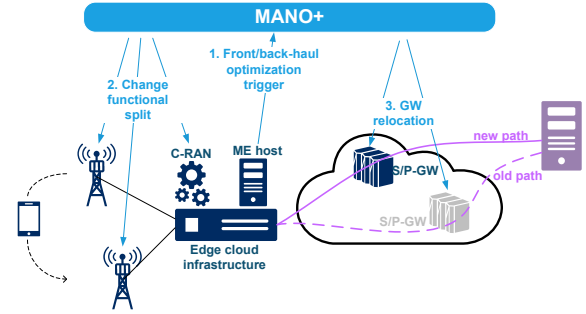 MANO+
1. Front/back-haul
optimization
trigger
2. Change
functional
split
3. GW
relocation
C-RAN
ME host
new path
S/P-GW
old path
S/P-GW
Edge cloud
infrastructure